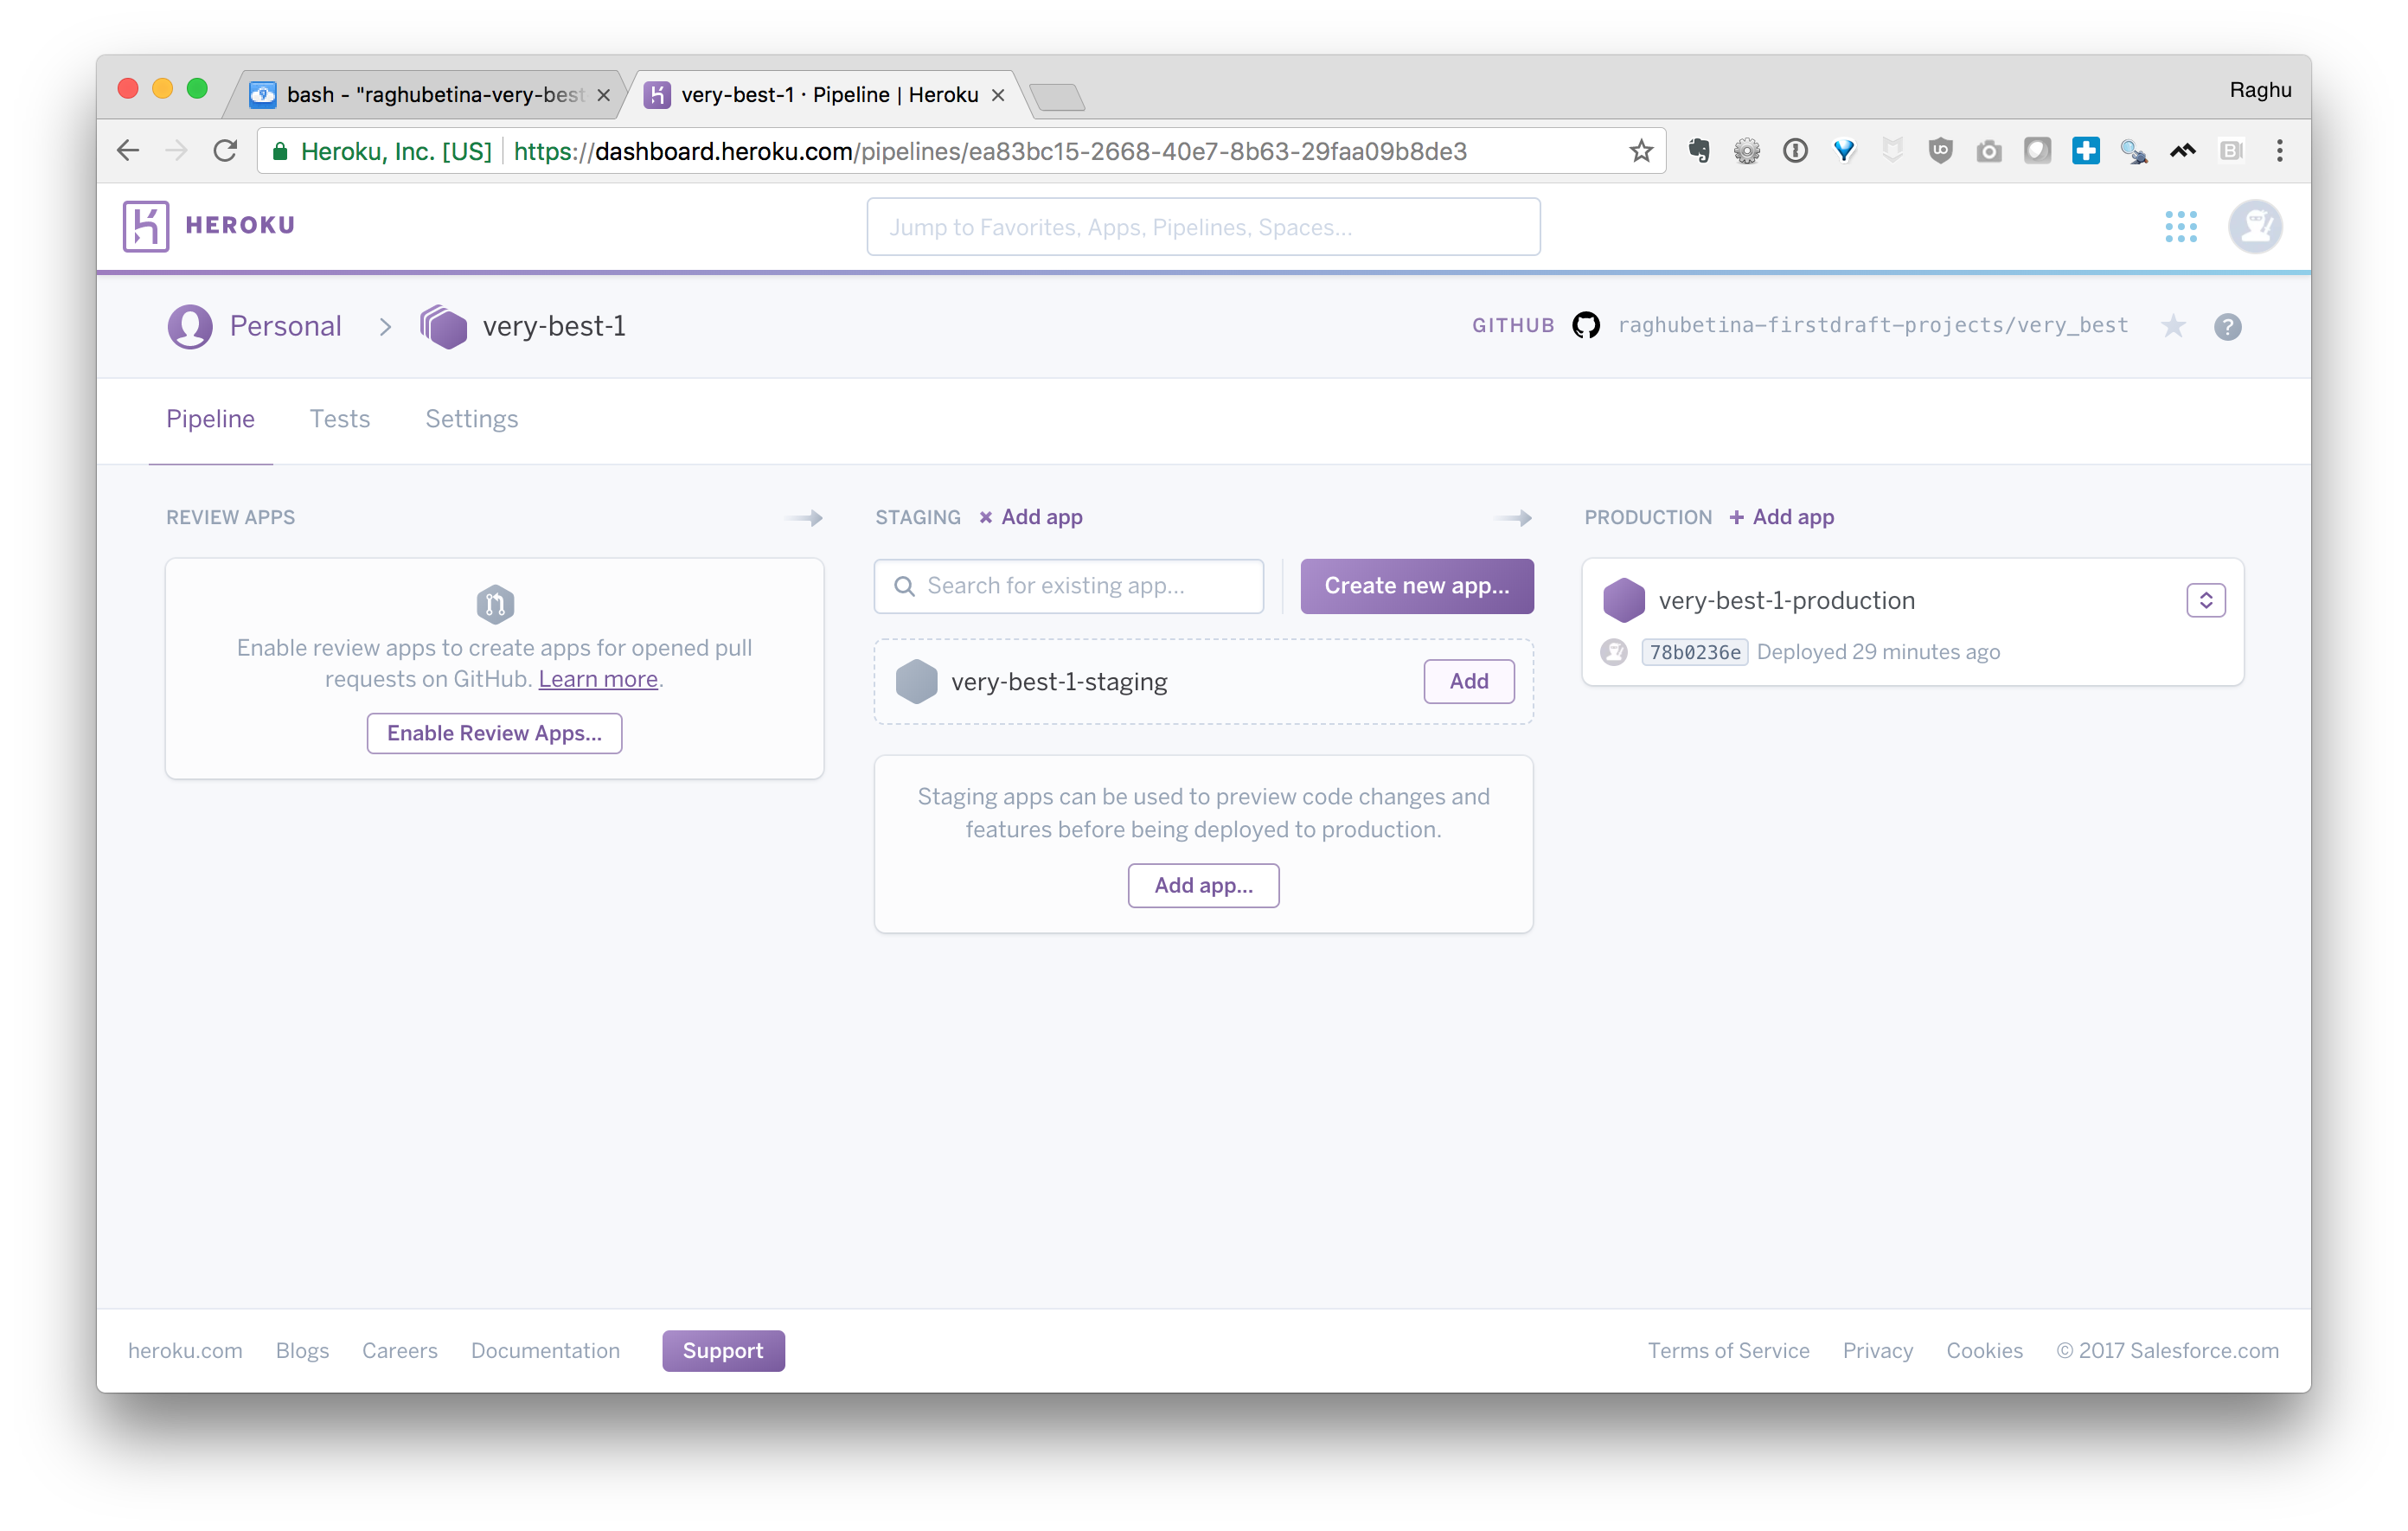 bash - "raghubetina-very-best
very-best-1 · Pipeline | Heroku
Raghu
Heroku, Inc. [US]
https://dashboard.heroku.com/pipelines/ea83bc15-2668-40e7-8b63-29faa09b8de3
HEROKU
Jump to Favorites, Apps, Pipelines, Spaces...
Personal
very-best-1
GITHUB
raghubetina-firstdraft-projects/very_best
?
Pipeline
Tests
Settings
REVIEW APPS
Enable review apps to create apps for opened pull
requests on GitHub. Learn more.
Enable Review Apps...
STAGING
Add app
Search for existing app...
Create new app...
very-best-1-staging
Add
Staging apps can be used to preview code changes and
features before being deployed to production.
Add app...
PRODUCTION
+ Add app
very-best-1-production
78b0236e Deployed 29 minutes ago
heroku.com
Blogs
Careers
Documentation
Support
Terms of Service
Privacy
Cookies
© 2017 Salesforce.com